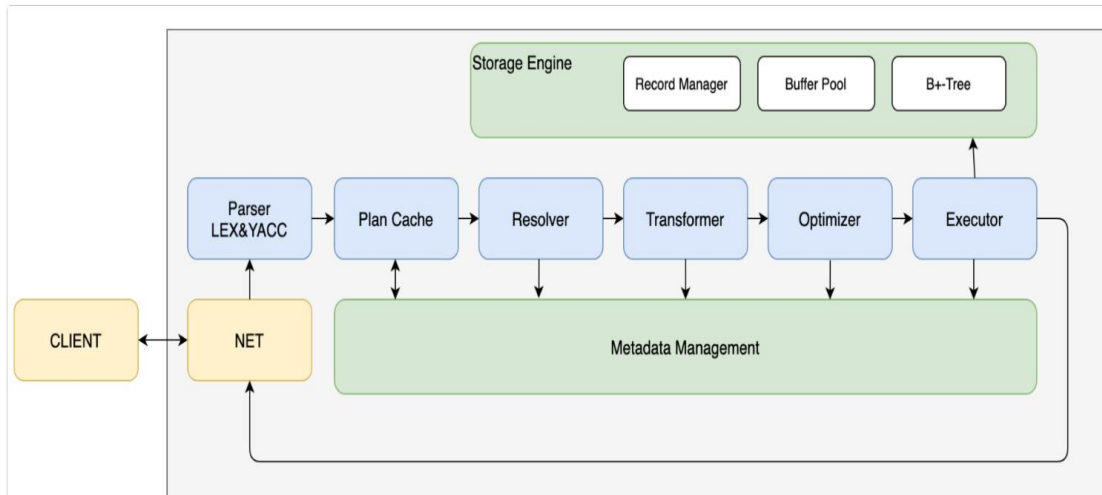 Storage Engine
Record Manager
Buffer Pool
B+-Tree
Parser
LEX&YACC
Plan Cache
Resolver
Transformer
Optimizer
Executor
CLIENT
NET
Metadata Management